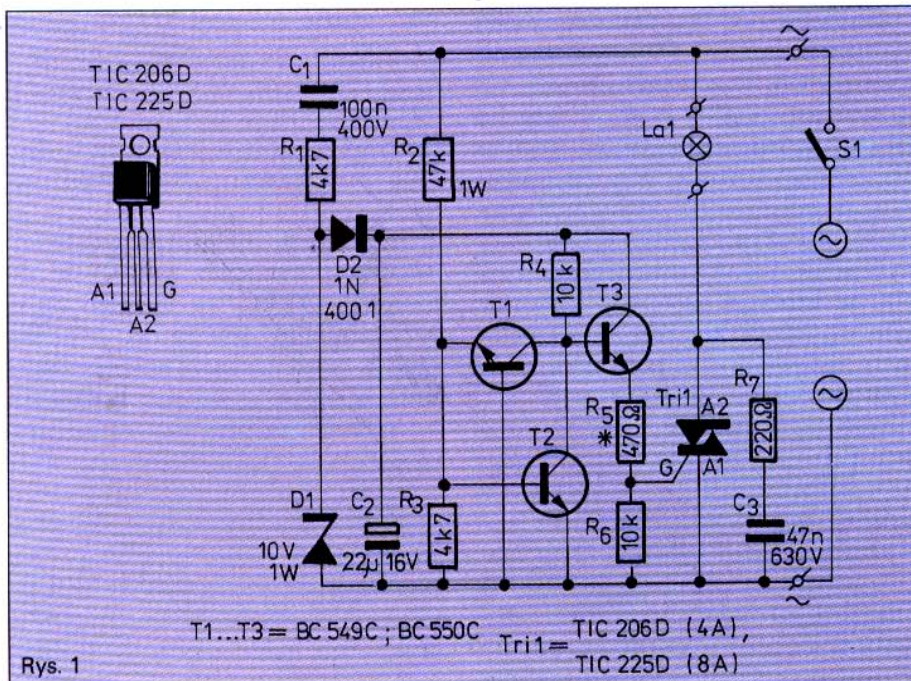 TIC 206D
TIC 225D
A1
A2
G
C1
100n
400V
R1
4k7
R2
47k
1W
D2
1N
4001
La1
~
S1
~
R4
10k
T1
T3
T2
R5
*
470Ω
G
Tri1
A2
A1
R7
220Ω
~
D1
10V
1W
C2
22µ 16V
R3
4k7
R6
10k
C3
47n
630V
~
T1...T3 = BC 549C ; BC 550C
Tri1 = TIC 206D (4A),
TIC 225D (8A)
Rys. 1